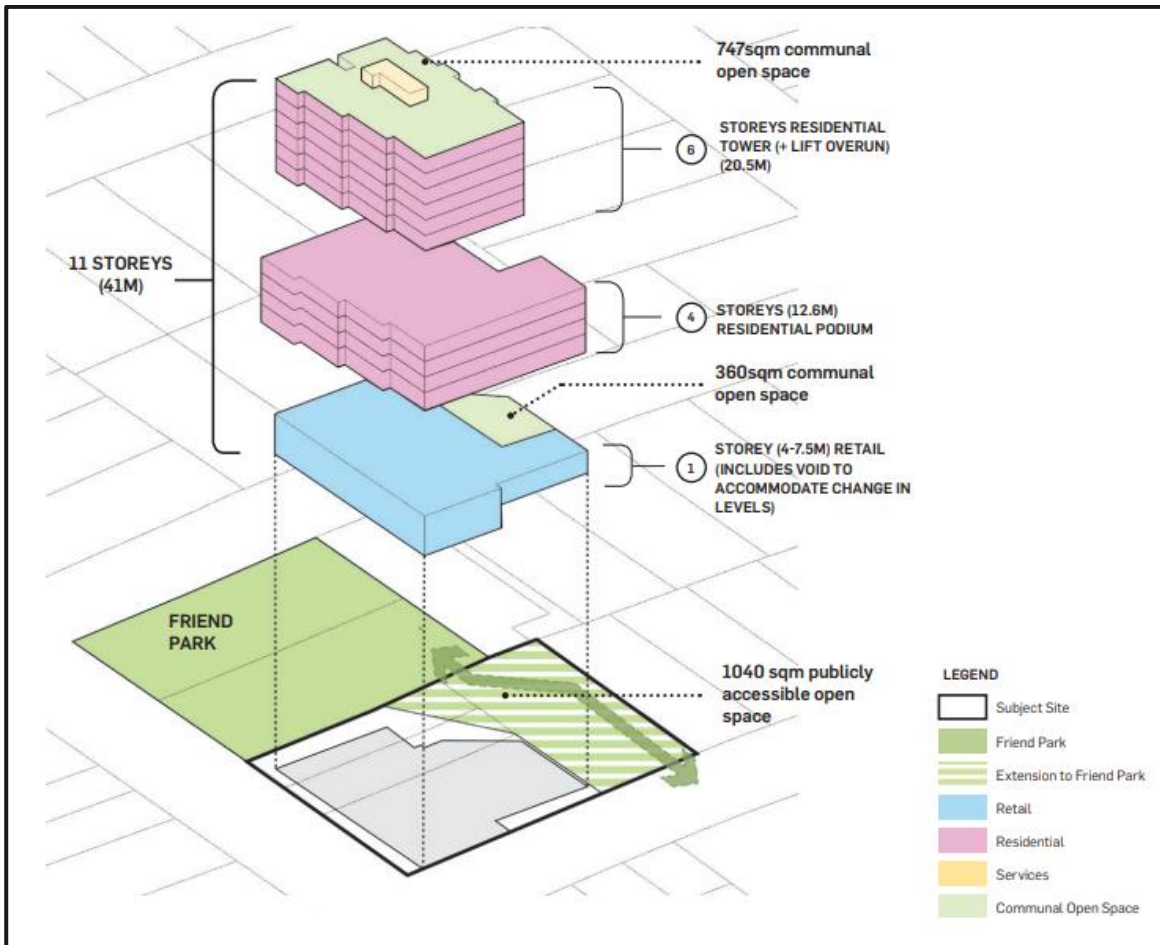 747sqm communal
open space
6
STOREYS RESIDENTIAL
TOWER (+ LIFT OVERUN)
(20.5M)
11 STOREYS
(41M)
4
STOREYS (12.6M)
RESIDENTIAL PODIUM
360sqm communal
open space
1
STOREY (4-7.5M) RETAIL
(INCLUDES VOID TO
ACCOMMODATE CHANGE IN
LEVELS)
FRIEND
PARK
1040 sqm publicly
accessible open
space
LEGEND
Subject Site
Friend Park
Extension to Friend Park
Retail
Residential
Services
Communal Open Space